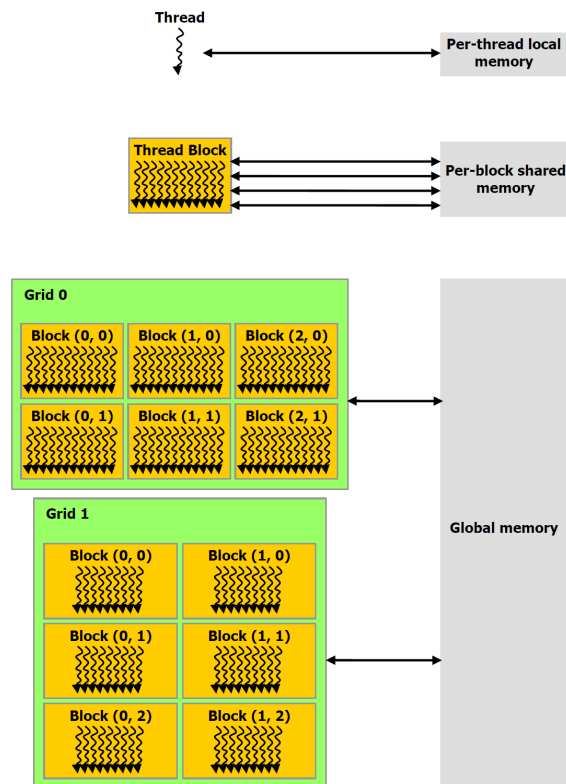 Thread
Per-thread local
memory
Thread Block
Per-block shared
memory
Grid 0
Block (0, 0)
Block (1, 0)
Block (2, 0)
Block (0, 1)
Block (1, 1)
Block (2, 1)
Global memory
Grid 1
Block (0, 0)
Block (1, 0)
Block (0, 1)
Block (1, 1)
Block (0, 2)
Block (1, 2)